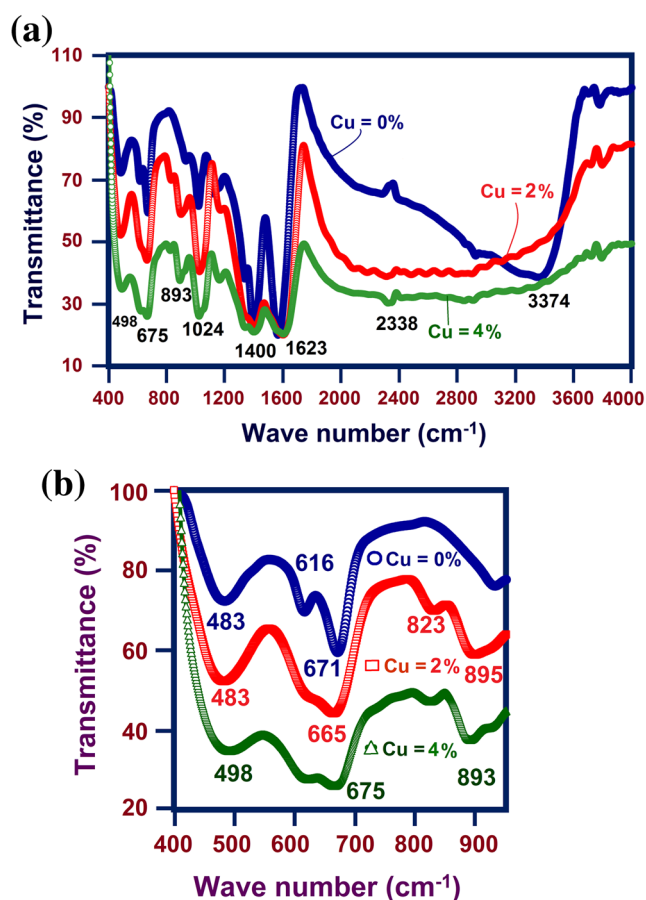 (a)
Transmittance (%)
110
90
70
50
30
10
Cu = 0%
Cu = 2%
Cu = 4%
498
675
893
1024
1400
1623
2338
3374
400 800 1200 1600 2000 2400 2800 3200 3600 4000
Wave number (cm⁻¹)
(b)
Transmittance (%)
100
80
60
40
20
616
Cu = 0%
483
671
823
Cu = 2%
895
483
665
Cu = 4%
498
675
893
400 500 600 700 800 900
Wave number (cm⁻¹)